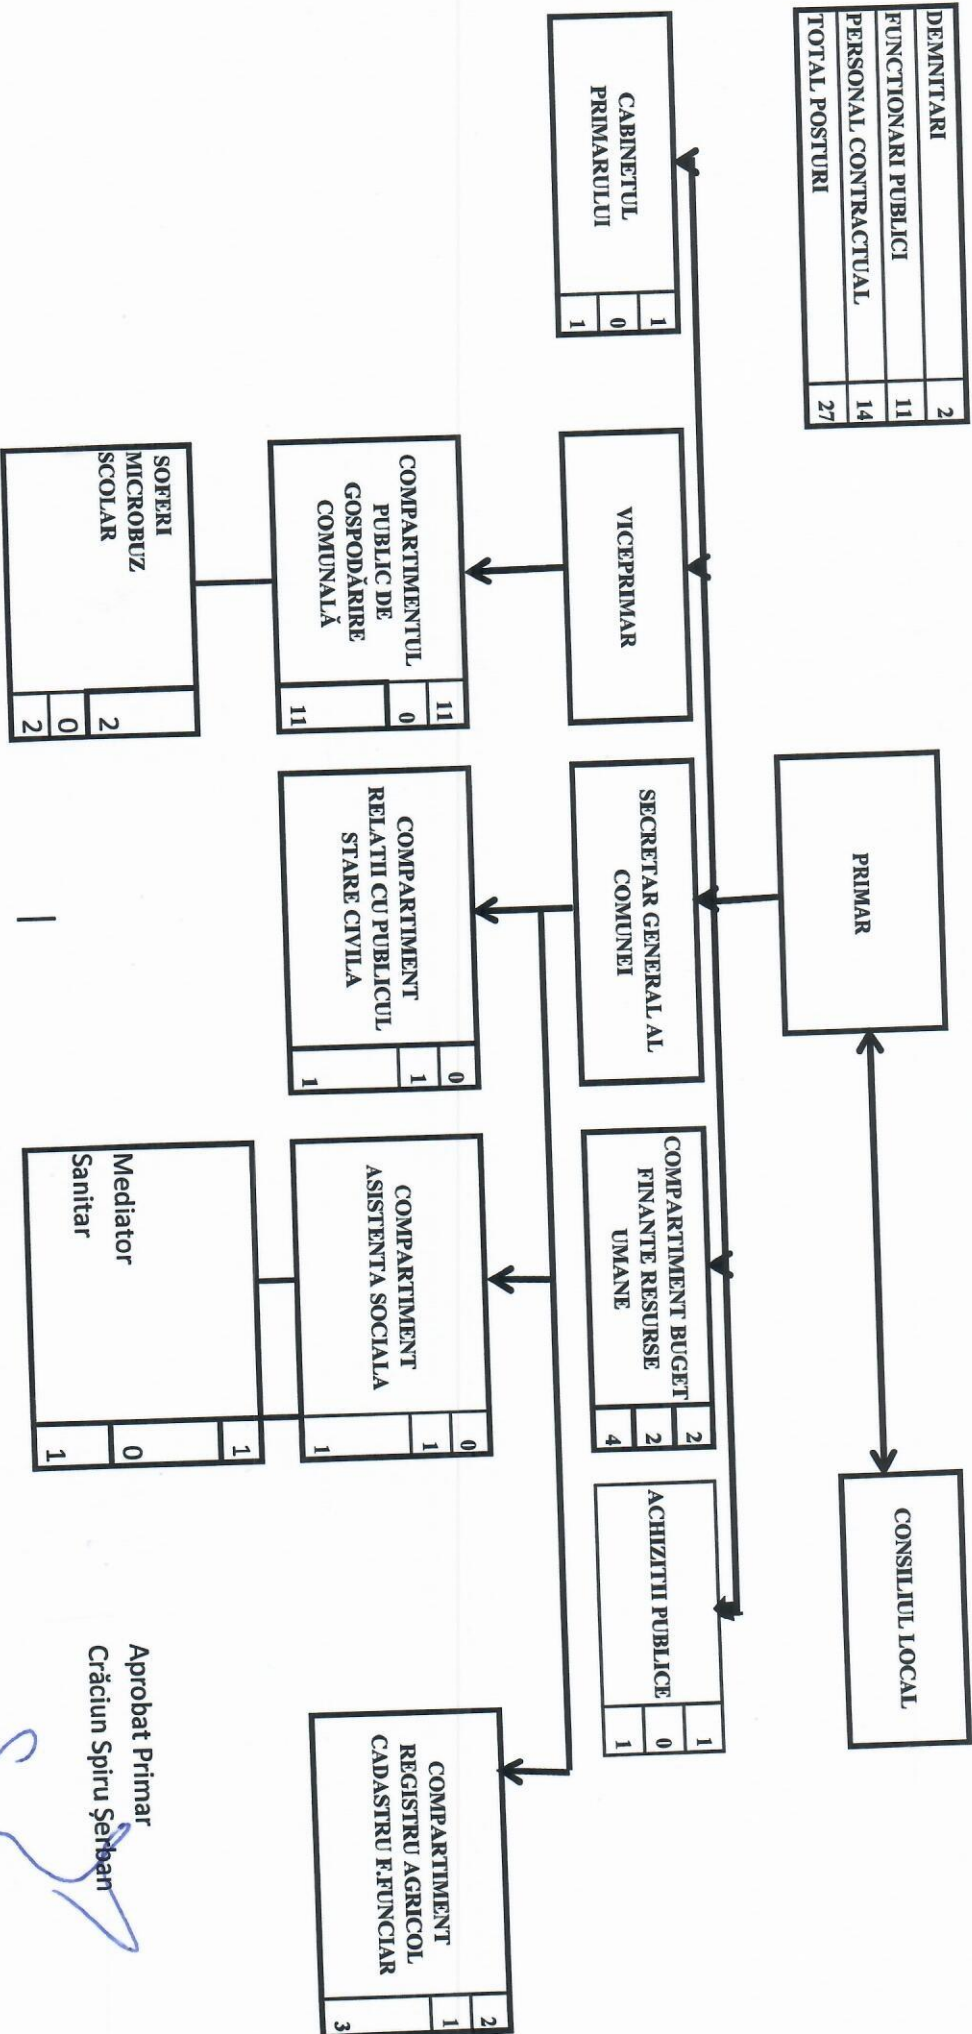 DEMNITARI 2
FUNCTIONARI PUBLICI 11
PERSONAL CONTRACTUAL 14
TOTAL POSTURI 27
PRIMAR
CONSILIUL LOCAL
CABINETUL
PRIMARULUI
1
0
1
VICEPRIMAR
SECRETAR GENERAL AL
COMUNEI
COMPARTIMENT BUGET
FINANTE RESURSE
UMANE
2
2
4
ACHIZITII PUBLICE
1
0
1
COMPARTIMENTUL
PUBLIC DE
GOSPODĂRIRE
COMUNALĂ
11
0
11
COMPARTIMENT
RELATII CU PUBLICUL
STARE CIVILA
0
1
1
COMPARTIMENT
ASISTENTA SOCIALA
0
1
1
COMPARTIMENT
REGISTRU AGRICOL
CADASTRU F.FUNCIAR
2
1
3
SOFERI
MICROBUZ
SCOLAR
2
0
2
Mediator
Sanitar
1
0
1
Aprobat Primar
Crăciun Spiru Șerban